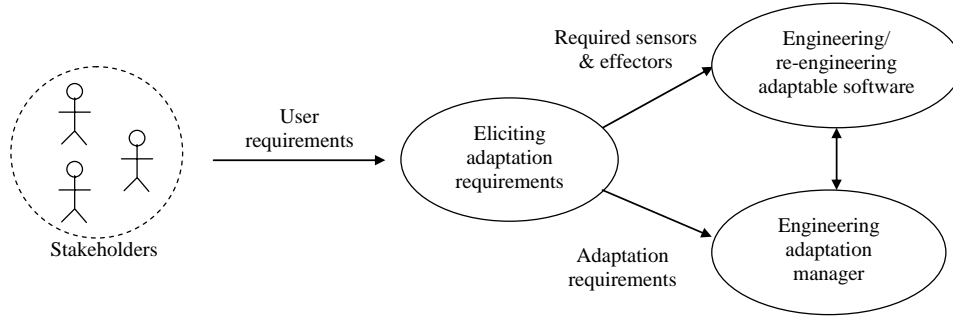 Stakeholders
User
requirements
Eliciting
adaptation
requirements
Required sensors
& effectors
Adaptation
requirements
Engineering/
re-engineering
adaptable software
Engineering
adaptation
manager